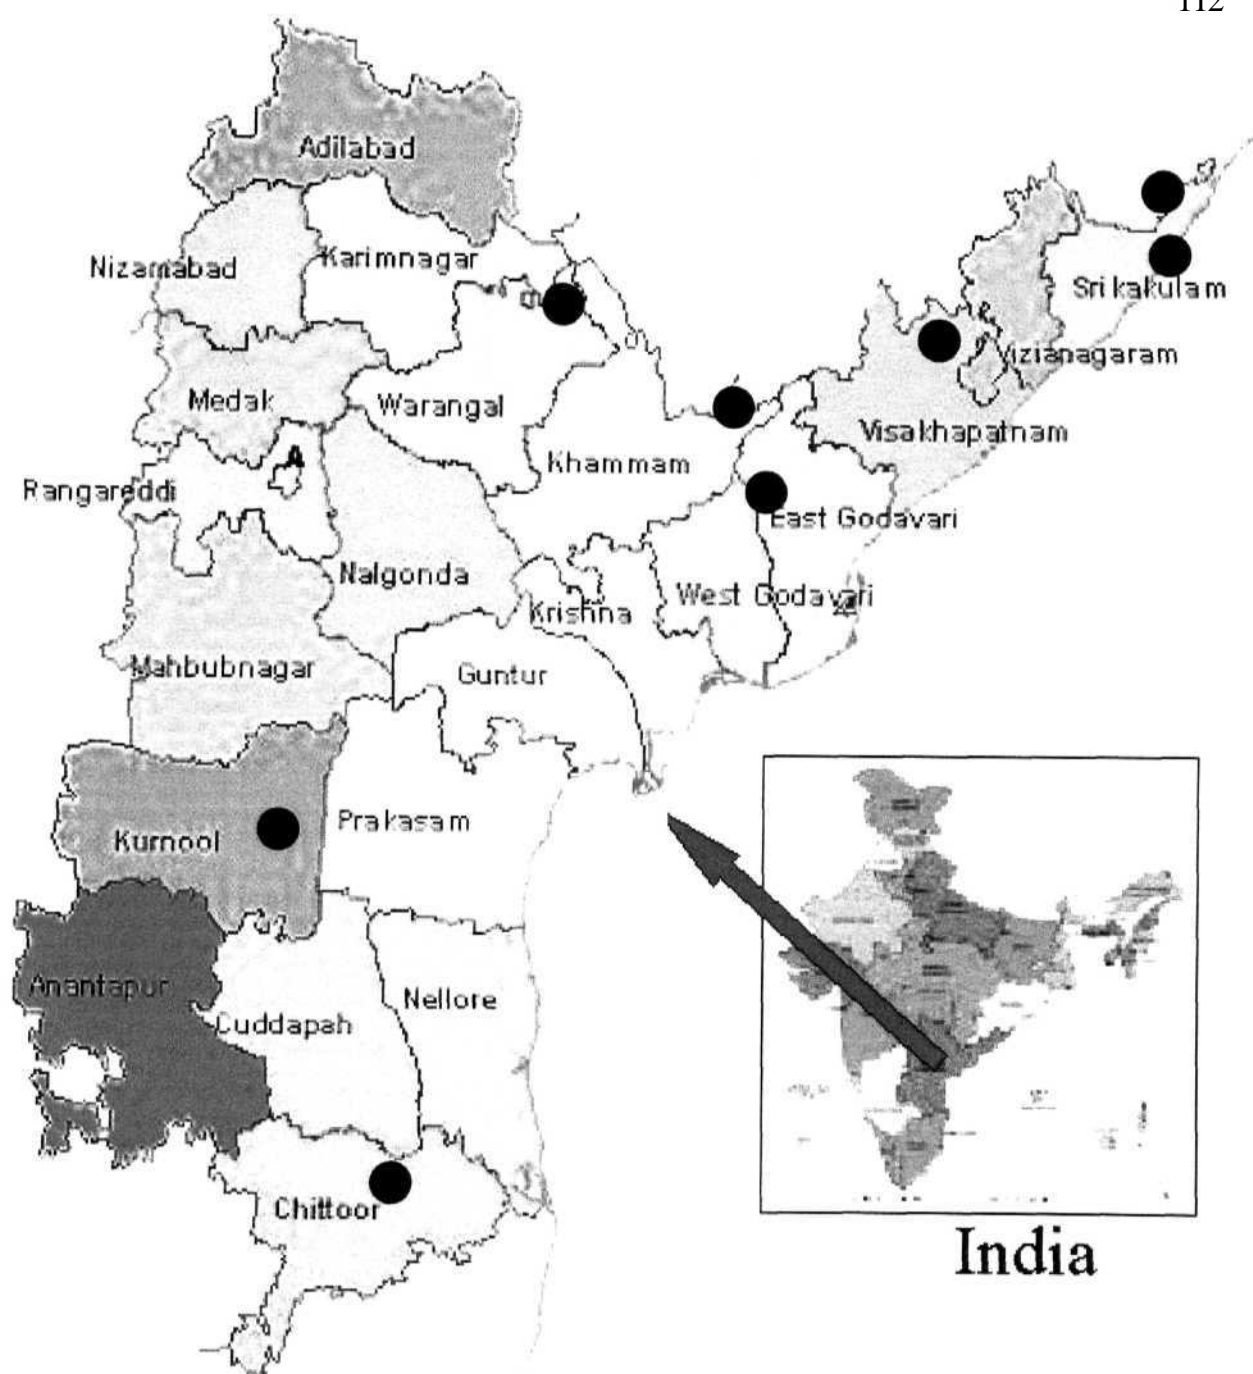 112
Adilabad
Nizamabad
Karimnagar
Srikakulam
Vizianagaram
Medak
Warangal
Visakhapatnam
A
Khammam
Rangareddi
East Godavari
Nalgonda
West Godavari
Krishna
Mahbubnagar
Guntur
Prakasam
Kurnool
Anantapur
Nellore
Cuddapah
Chittoor
India